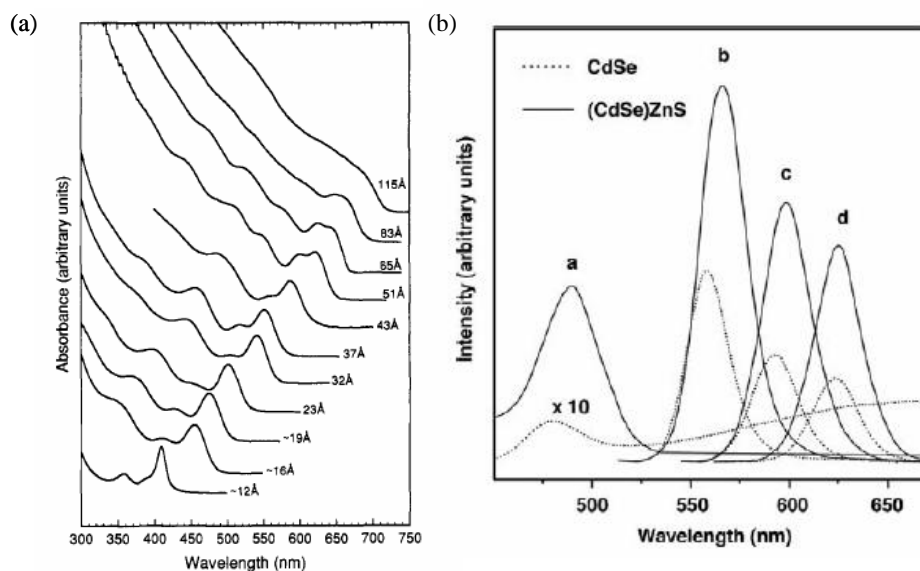 (a)
Absorbance (arbitrary units)
115Å
83Å
65Å
51Å
43Å
37Å
32Å
23Å
~19Å
~16Å
~12Å
300 350 400 450 500 550 600 650 700 750
Wavelength (nm)
(b)
CdSe
(CdSe)ZnS
a
b
c
d
x 10
Intensity (arbitrary units)
500 550 600 650
Wavelength (nm)